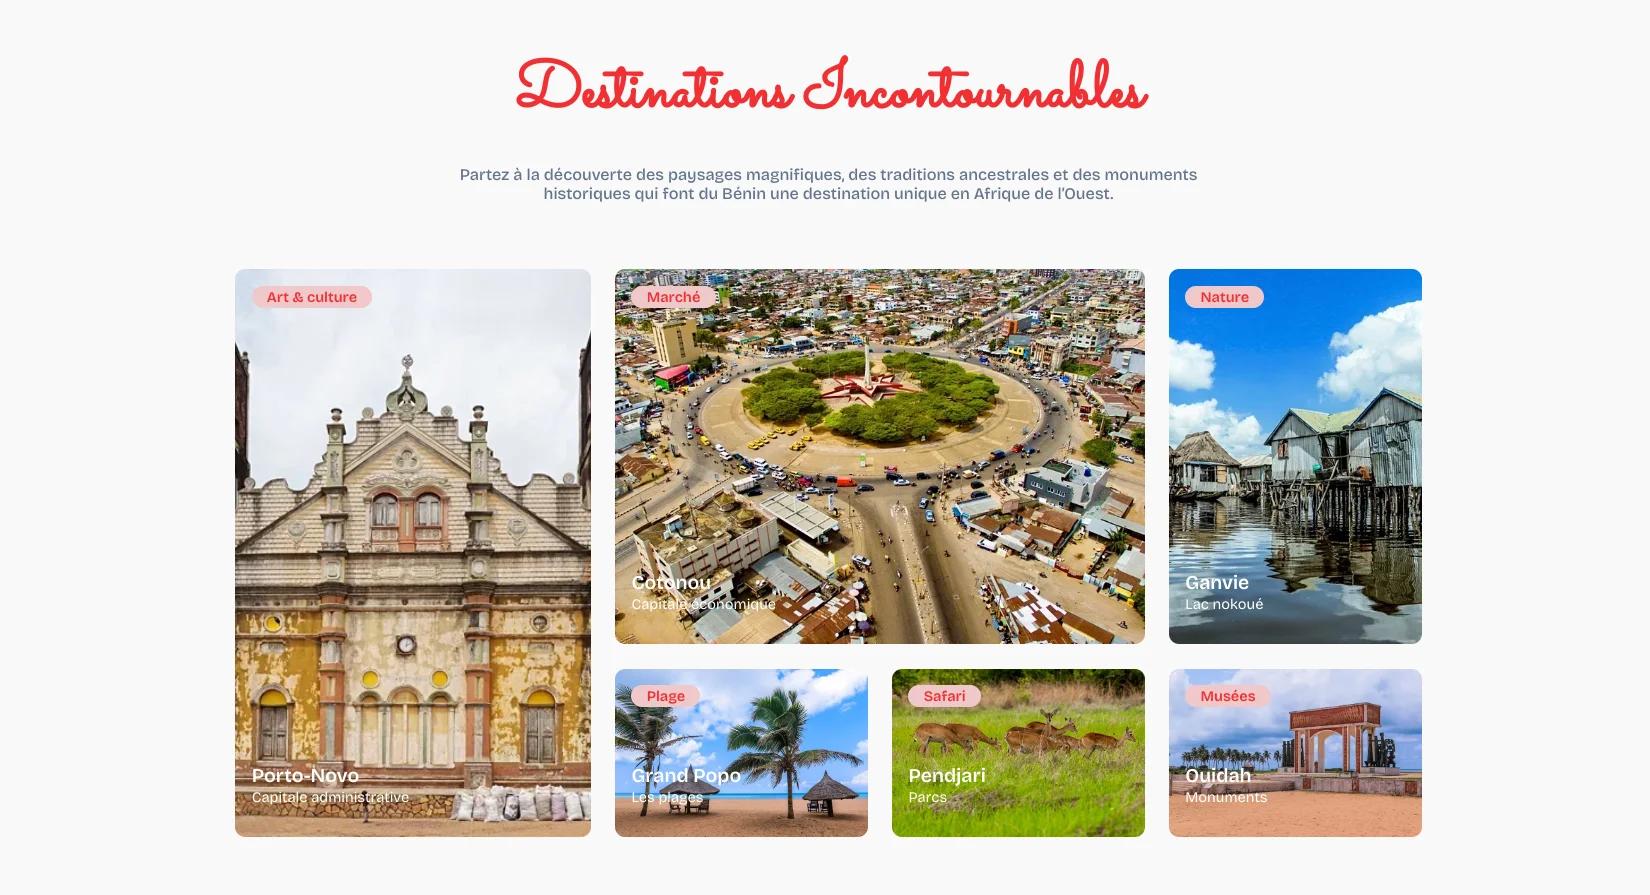 Destinations Incontournables
Partez à la découverte des paysages magnifiques, des traditions ancestrales et des monuments
historiques qui font du Bénin une destination unique en Afrique de l'Ouest.
Art & culture
Porto-Novo
Capitale administrative
Marché
Cotonou
Capitale économique
Nature
Ganvie
Lac nokoué
Plage
Grand Popo
Les plages
Safari
Pendjari
Parcs
Musées
Ouidah
Monuments